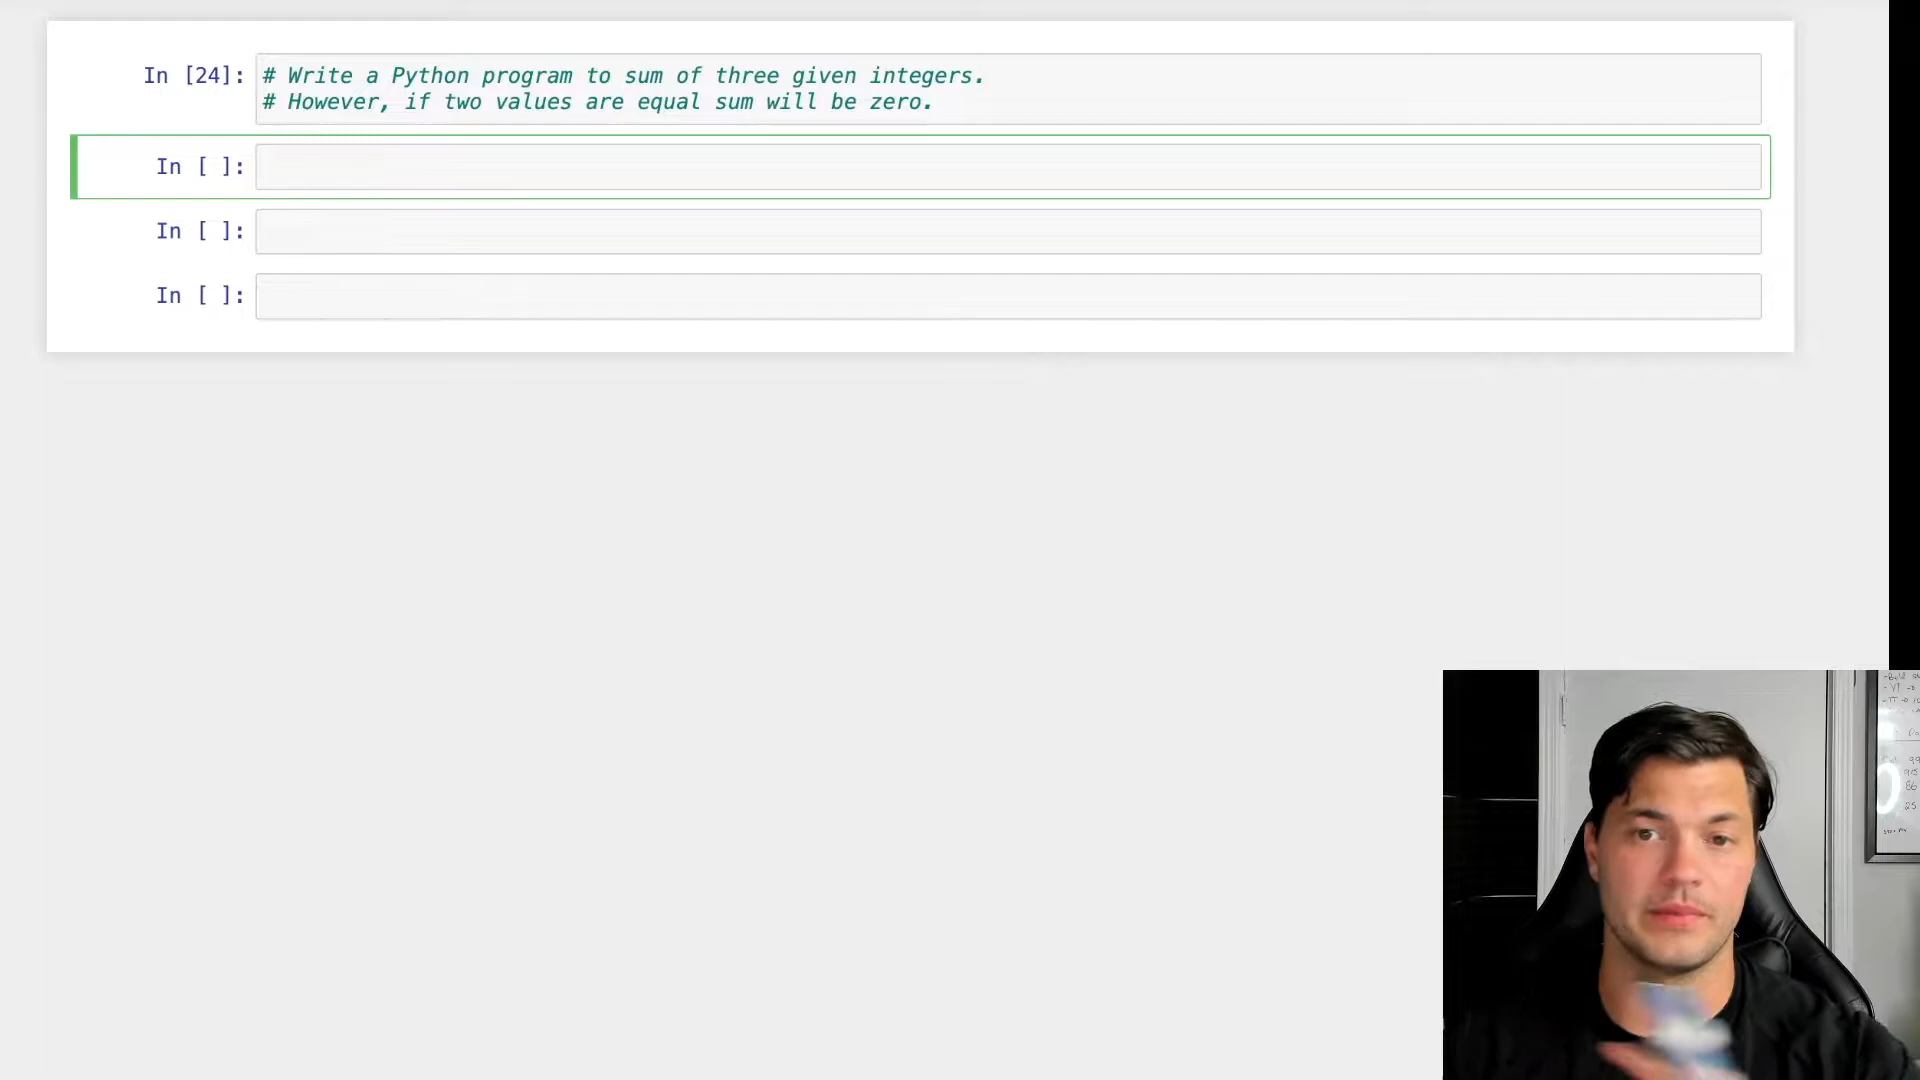 In [24]: # Write a Python program to sum of three given integers.
# However, if two values are equal sum will be zero.
In [ ]:
In [ ]:
In [ ]: